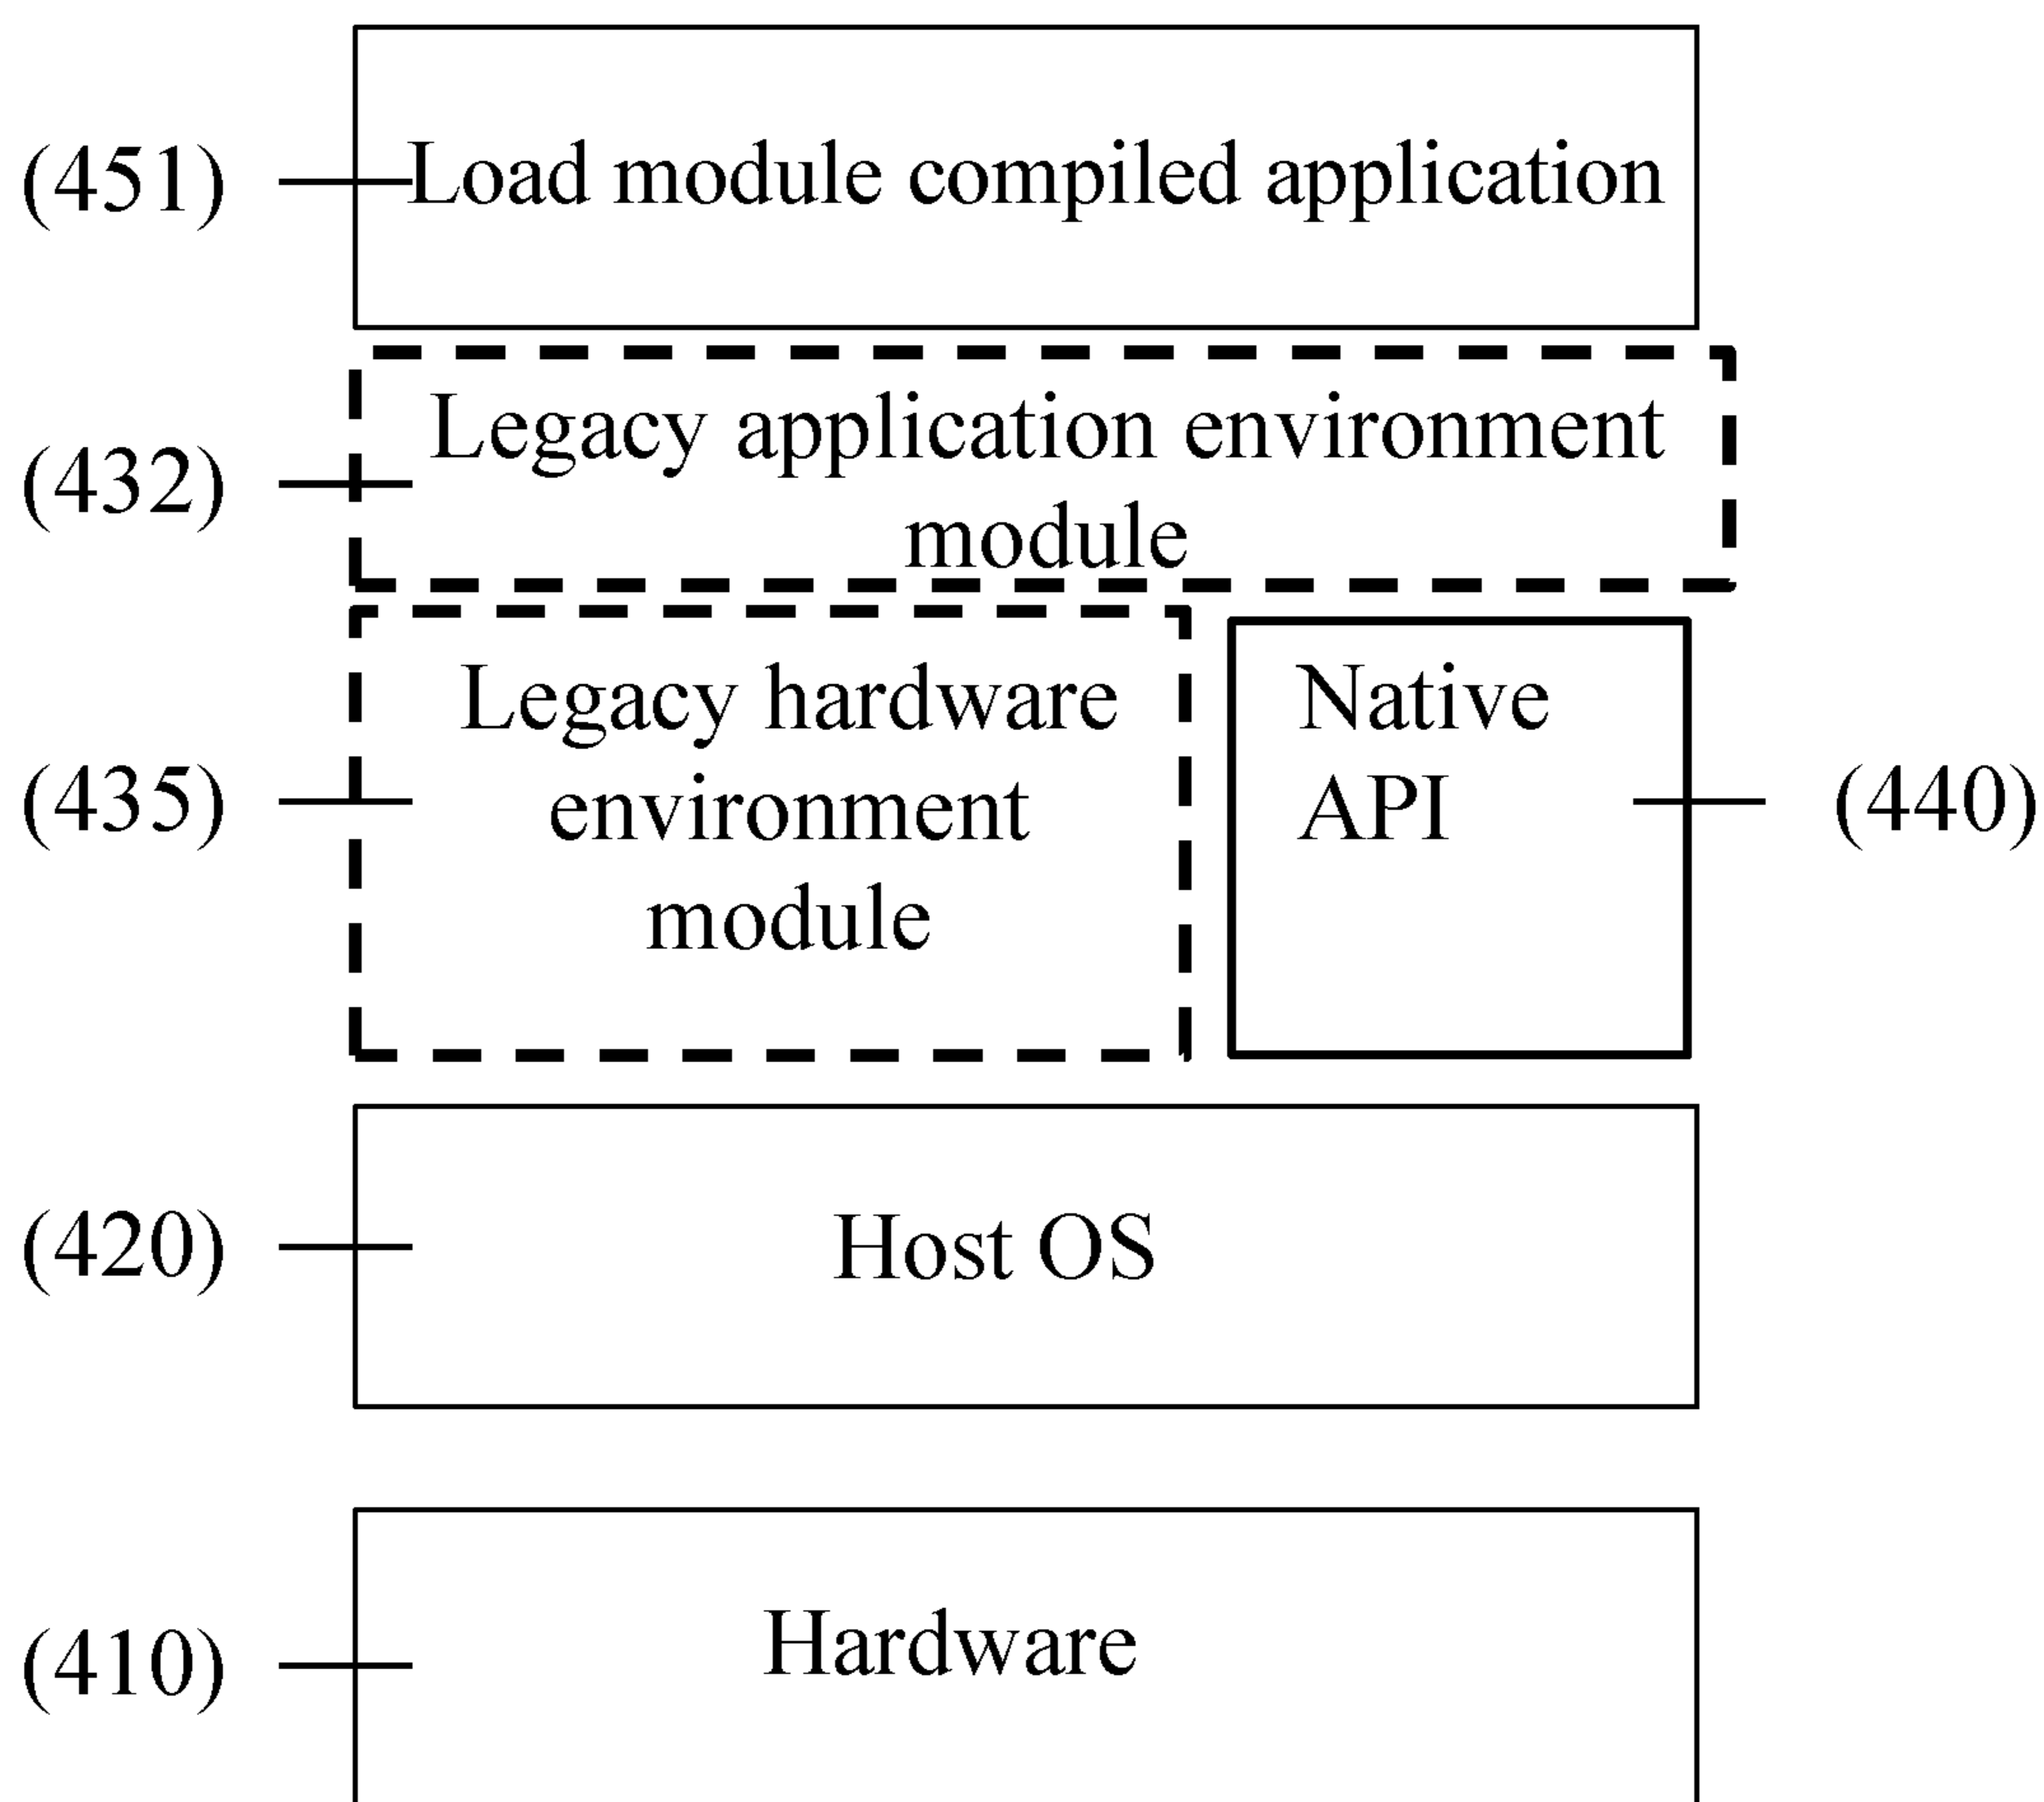 (451)
Load module compiled application
(432)
Legacy application environment
module
(435)
Legacy hardware
environment
module
Native
API
(440)
(420)
Host OS
(410)
Hardware